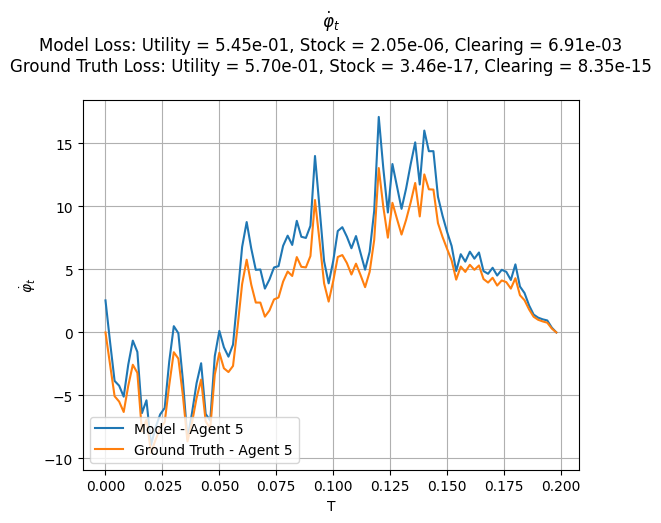 φ̇ₜ
Model Loss: Utility = 5.45e-01, Stock = 2.05e-06, Clearing = 6.91e-03
Ground Truth Loss: Utility = 5.70e-01, Stock = 3.46e-17, Clearing = 8.35e-15
15
10
5
0
−5
−10
φ̇ₜ
Model - Agent 5
Ground Truth - Agent 5
0.000 0.025 0.050 0.075 0.100 0.125 0.150 0.175 0.200
T